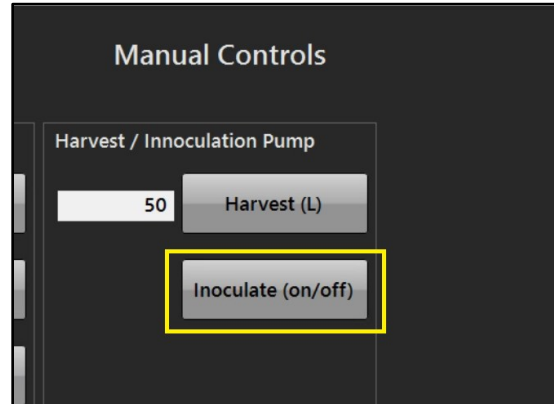 Manual Controls
Harvest / Innoculation Pump
50 Harvest (L)
Inoculate (on/off)